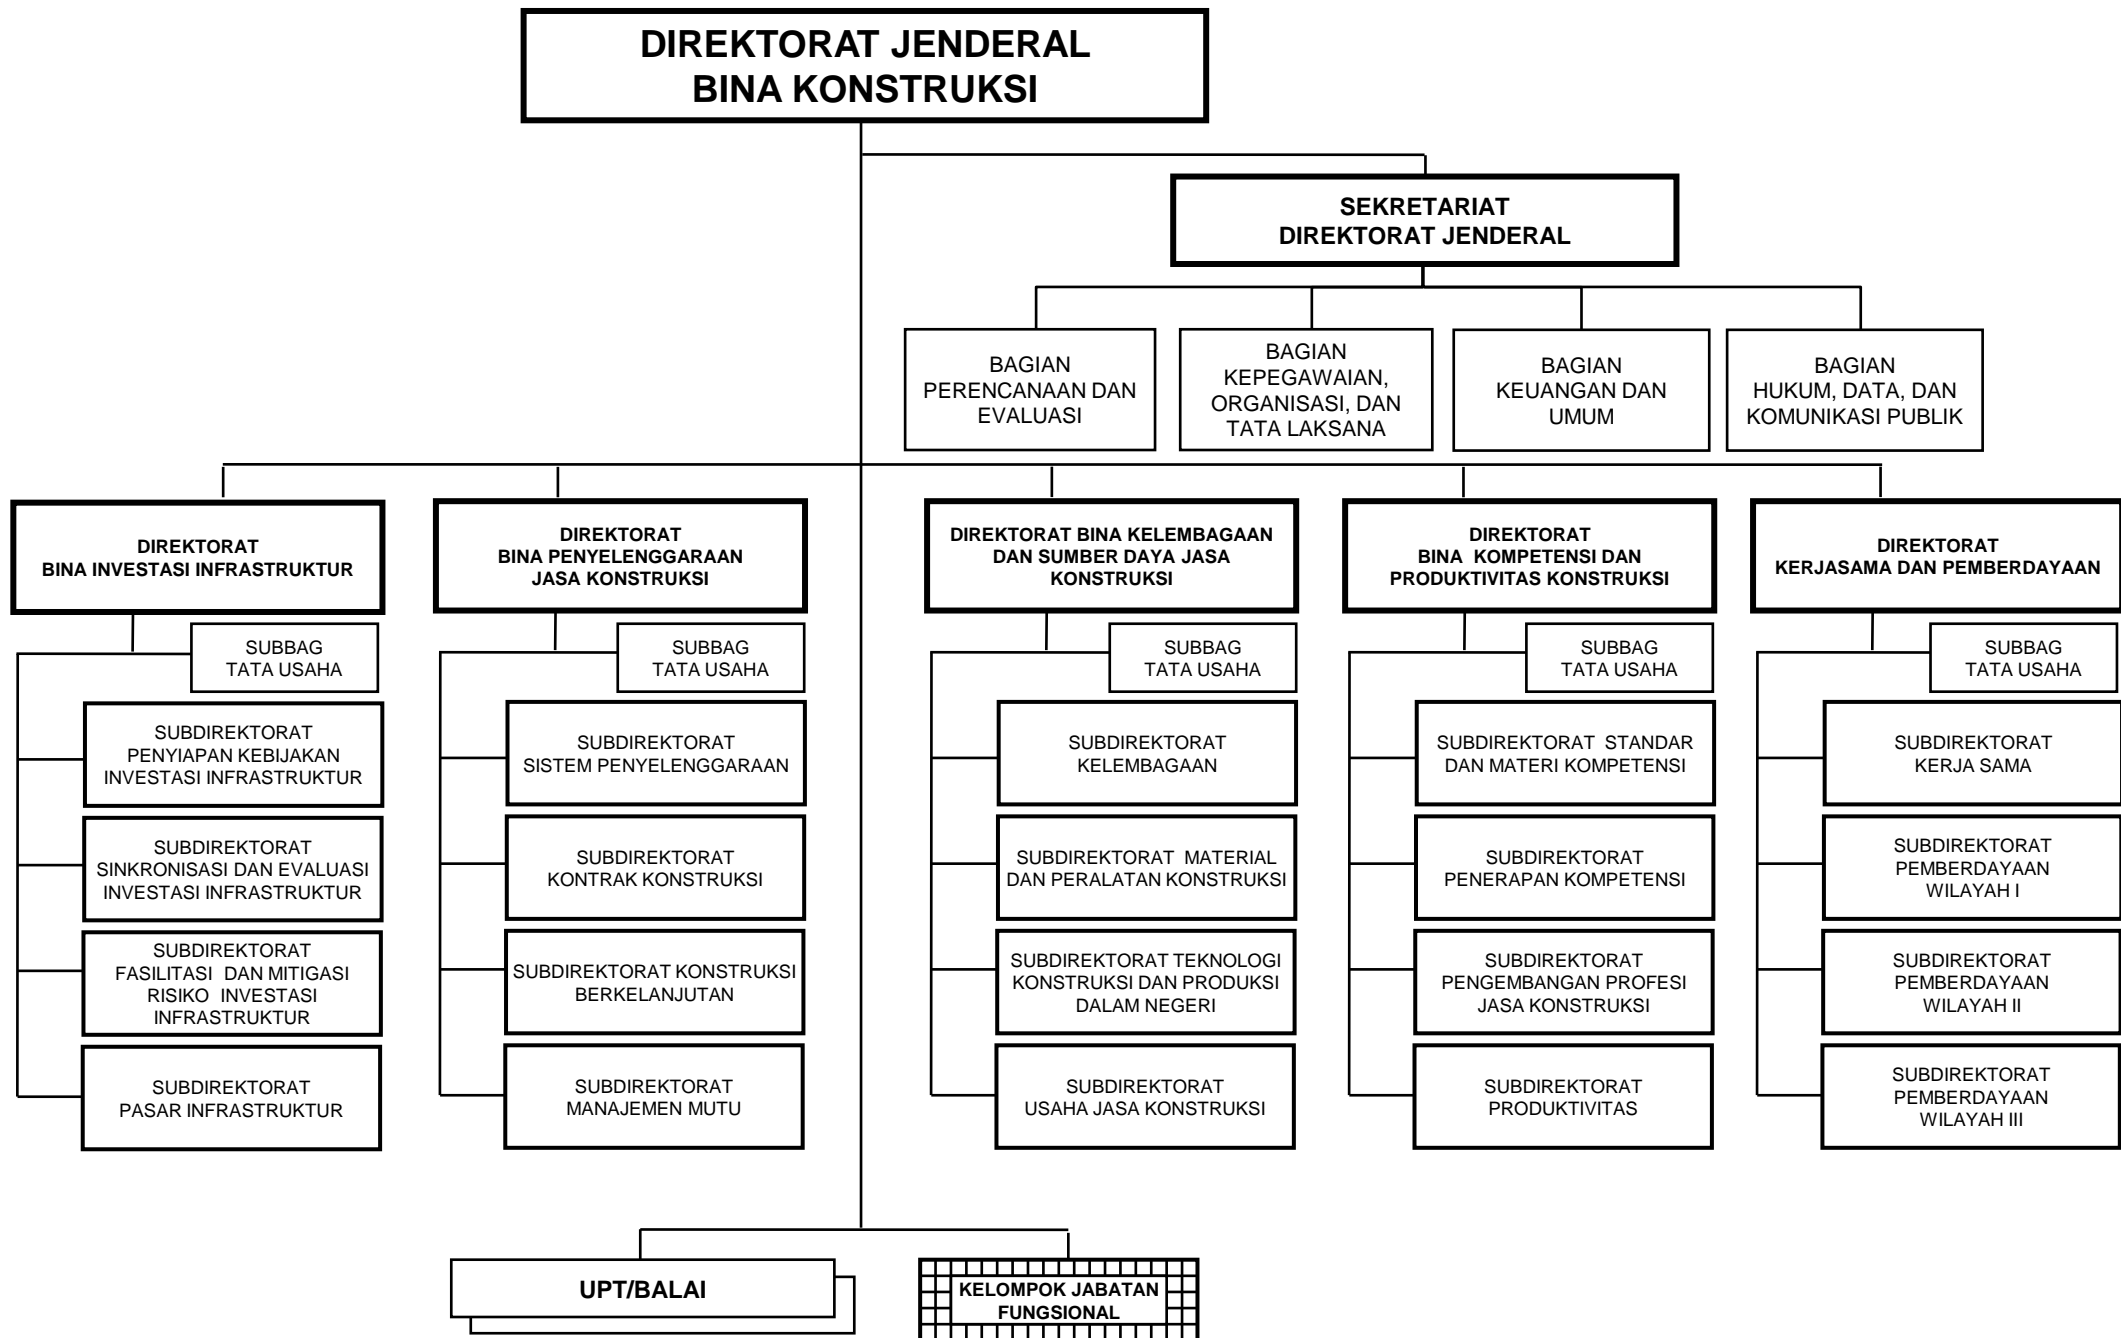 DIREKTORAT JENDERAL
BINA KONSTRUKSI
SEKRETARIAT
DIREKTORAT JENDERAL
BAGIAN
PERENCANAAN DAN
EVALUASI
BAGIAN
KEPEGAWAIAN,
ORGANISASI, DAN
TATA LAKSANA
BAGIAN
KEUANGAN DAN
UMUM
BAGIAN
HUKUM, DATA, DAN
KOMUNIKASI PUBLIK
DIREKTORAT
BINA INVESTASI INFRASTRUKTUR
SUBBAG
TATA USAHA
SUBDIREKTORAT
PENYIAPAN KEBIJAKAN
INVESTASI INFRASTRUKTUR
SUBDIREKTORAT
SINKRONISASI DAN EVALUASI
INVESTASI INFRASTRUKTUR
SUBDIREKTORAT
FASILITASI DAN MITIGASI
RISIKO INVESTASI
INFRASTRUKTUR
SUBDIREKTORAT
PASAR INFRASTRUKTUR
DIREKTORAT
BINA PENYELENGGARAAN
JASA KONSTRUKSI
SUBBAG
TATA USAHA
SUBDIREKTORAT
SISTEM PENYELENGGARAAN
SUBDIREKTORAT
KONTRAK KONSTRUKSI
SUBDIREKTORAT KONSTRUKSI
BERKELANJUTAN
SUBDIREKTORAT
MANAJEMEN MUTU
DIREKTORAT BINA KELEMBAGAAN
DAN SUMBER DAYA JASA
KONSTRUKSI
SUBBAG
TATA USAHA
SUBDIREKTORAT
KELEMBAGAAN
SUBDIREKTORAT MATERIAL
DAN PERALATAN KONSTRUKSI
SUBDIREKTORAT TEKNOLOGI
KONSTRUKSI DAN PRODUKSI
DALAM NEGERI
SUBDIREKTORAT
USAHA JASA KONSTRUKSI
DIREKTORAT
BINA KOMPETENSI DAN
PRODUKTIVITAS KONSTRUKSI
SUBBAG
TATA USAHA
SUBDIREKTORAT STANDAR
DAN MATERI KOMPETENSI
SUBDIREKTORAT
PENERAPAN KOMPETENSI
SUBDIREKTORAT
PENGEMBANGAN PROFESI
JASA KONSTRUKSI
SUBDIREKTORAT
PRODUKTIVITAS
DIREKTORAT
KERJASAMA DAN PEMBERDAYAAN
SUBBAG
TATA USAHA
SUBDIREKTORAT
KERJA SAMA
SUBDIREKTORAT
PEMBERDAYAAN
WILAYAH I
SUBDIREKTORAT
PEMBERDAYAAN
WILAYAH II
SUBDIREKTORAT
PEMBERDAYAAN
WILAYAH III
UPT/BALAI
KELOMPOK JABATAN
FUNGSIONAL